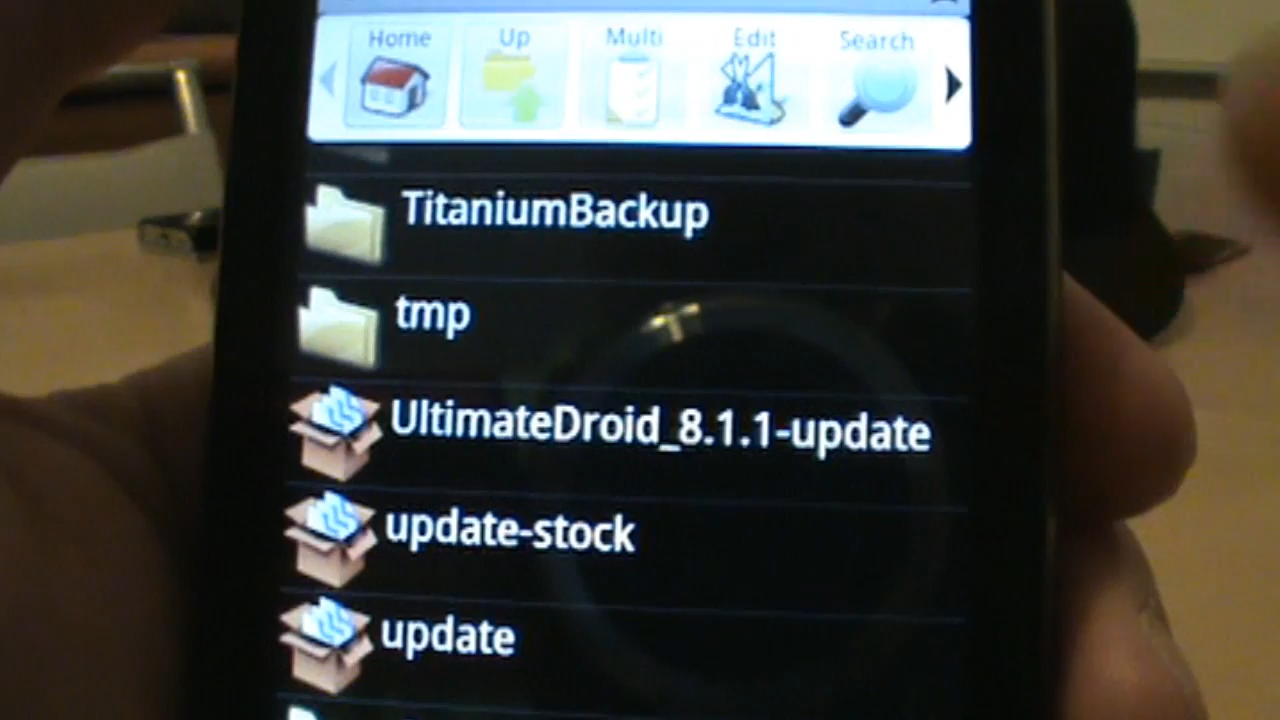 Home Up Multi Edit Search
TitaniumBackup
tmp
UltimateDroid_8.1.1-update
update-stock
update